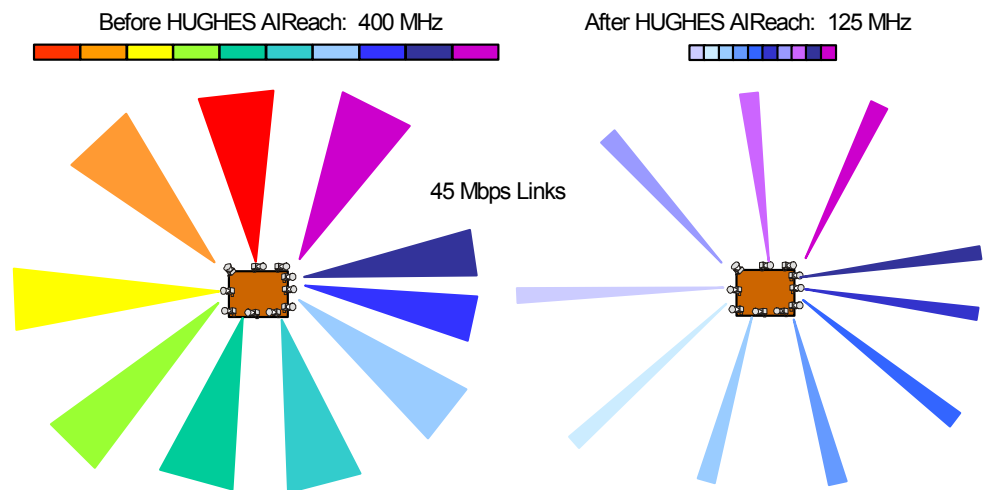 Before HUGHES AIReach: 400 MHz
After HUGHES AIReach: 125 MHz
45 Mbps Links